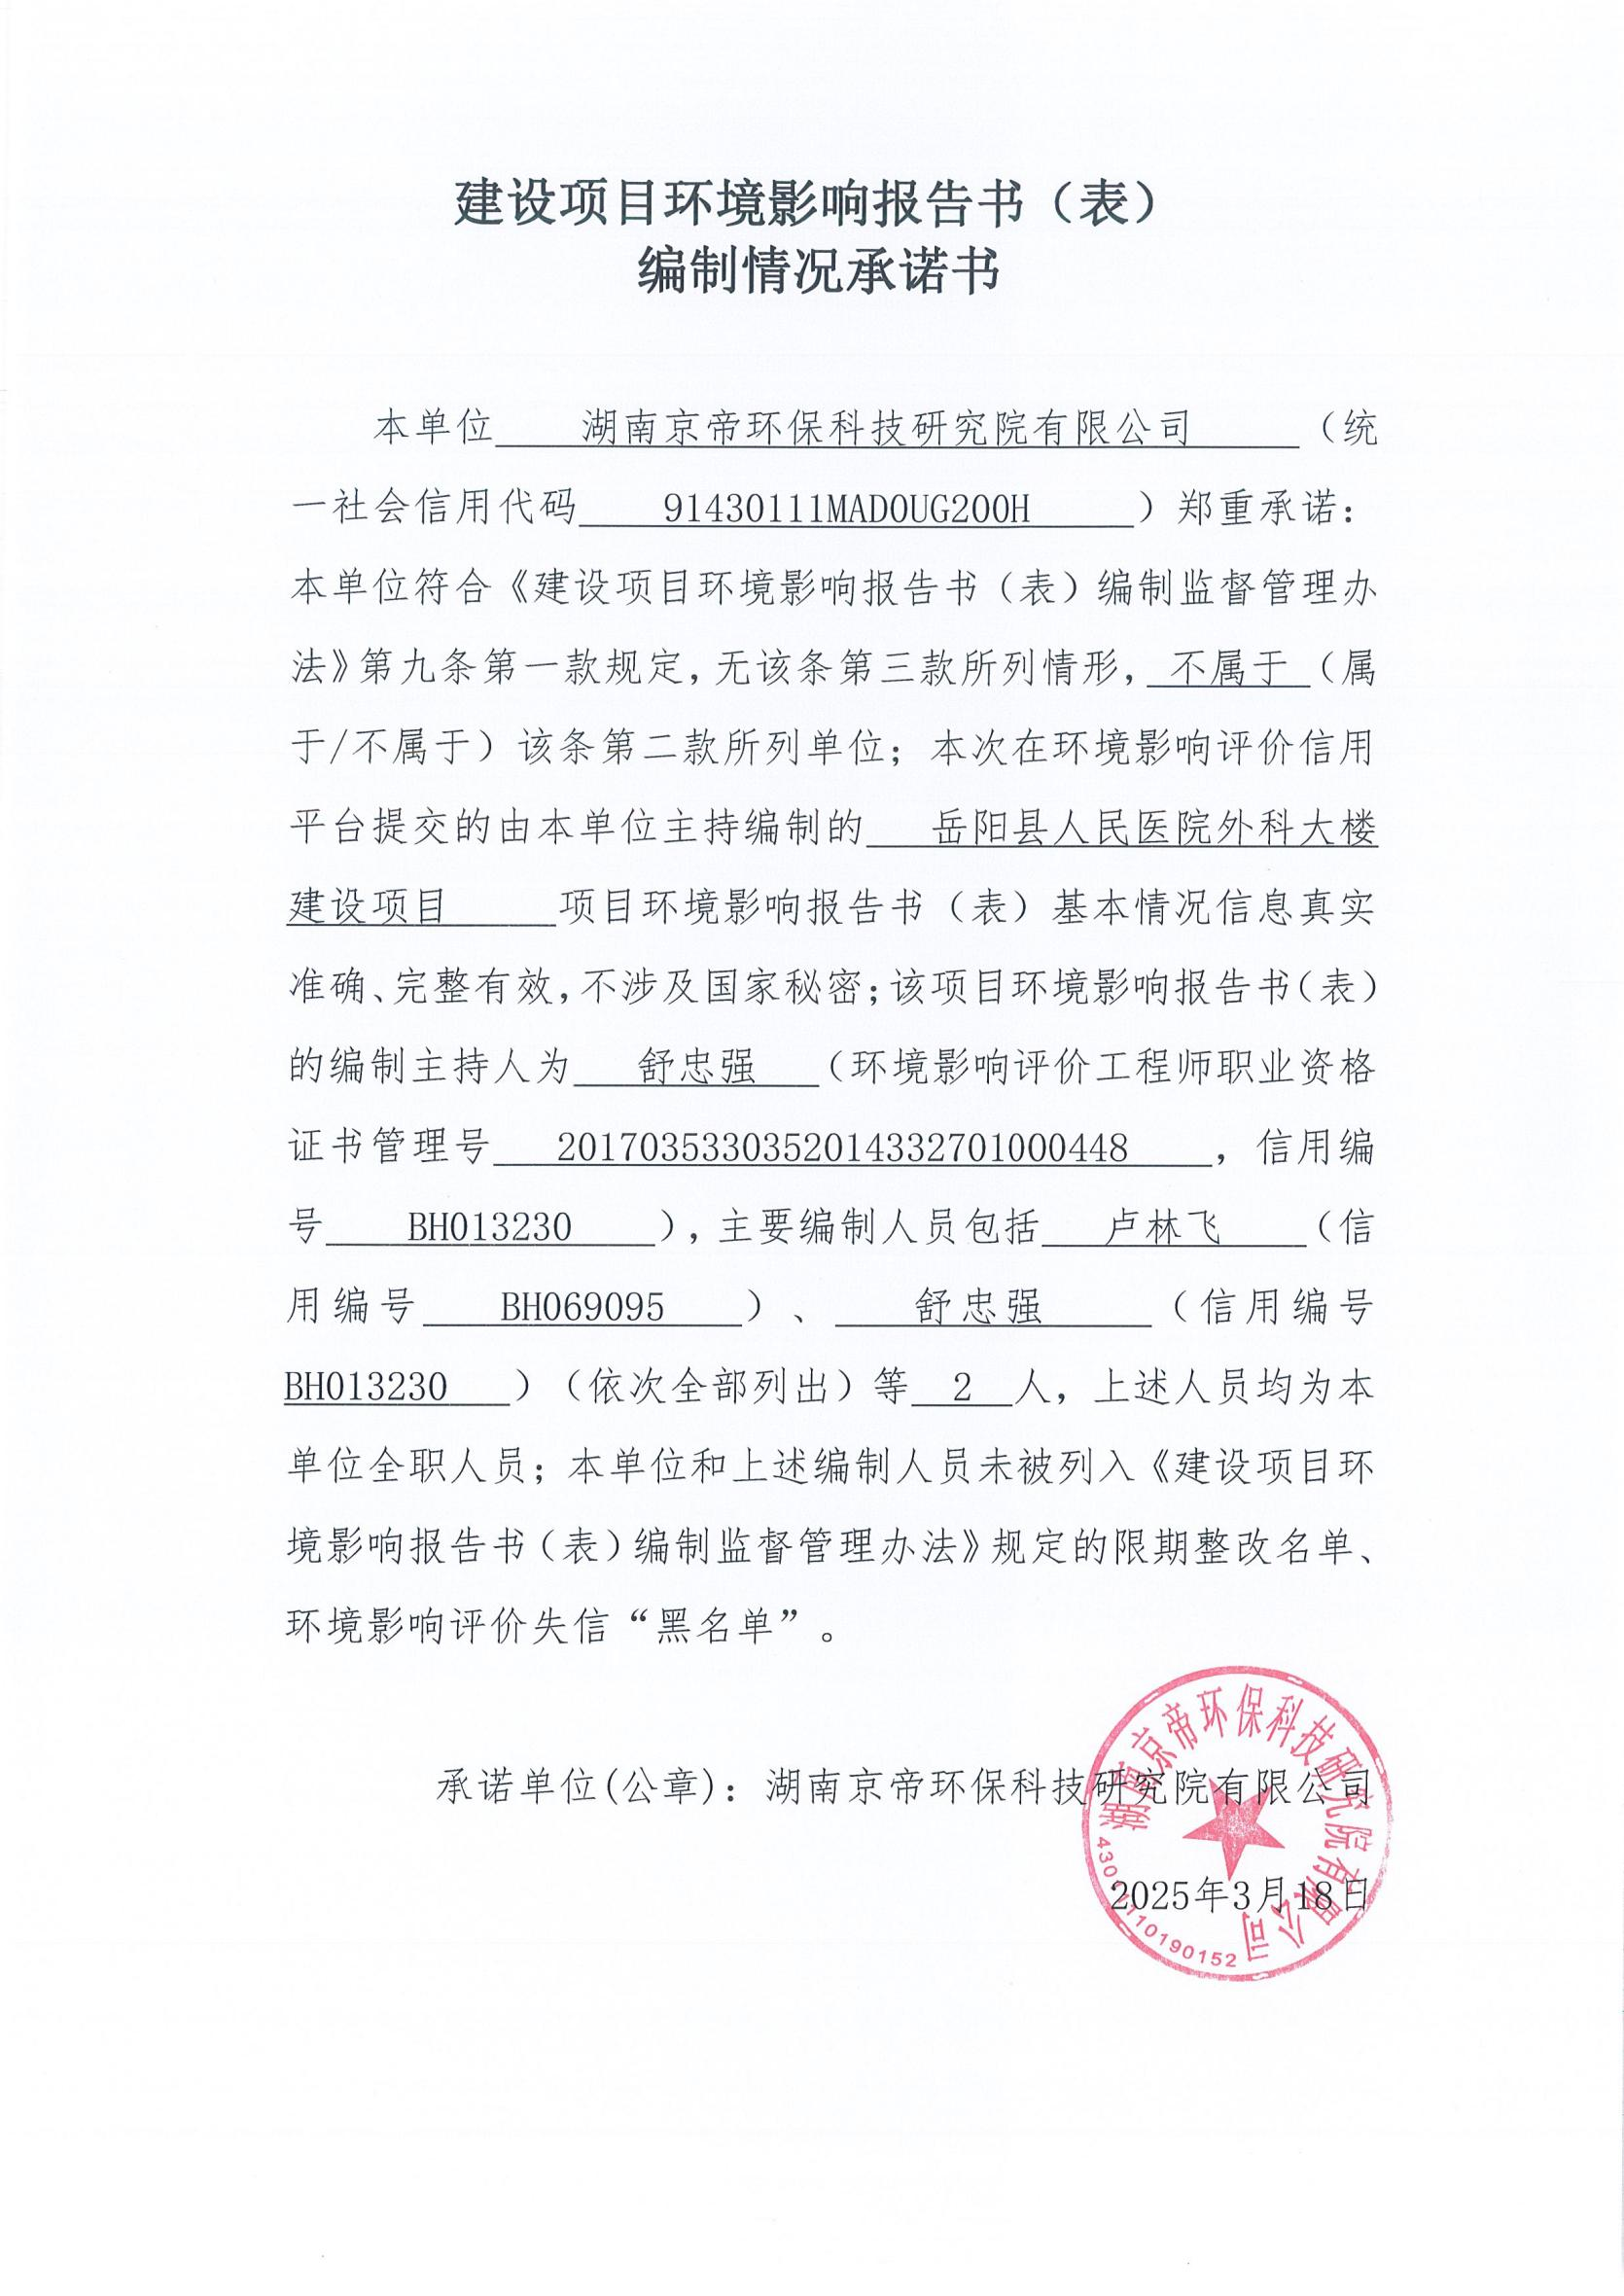 建设项目环境影响报告书（表）
编制情况承诺书
本单位 湖南京帝环保科技研究院有限公司 （统
一社会信用代码 91430111MAD0UG200H ）郑重承诺：
本单位符合《建设项目环境影响报告书（表）编制监督管理办
法》第九条第一款规定，无该条第三款所列情形， 不属于 （属
于/不属于）该条第二款所列单位；本次在环境影响评价信用
平台提交的由本单位主持编制的 岳阳县人民医院外科大楼
建设项目 项目环境影响报告书（表）基本情况信息真实
准确、完整有效，不涉及国家秘密；该项目环境影响报告书（表）
的编制主持人为 舒忠强 （环境影响评价工程师职业资格
证书管理号 2017035330352014332701000448 ，信用编
号 BH013230 ），主要编制人员包括 卢林飞 （信
用编号 BH069095 ）、 舒忠强 （信用编号
BH013230 ）（依次全部列出）等 2 人，上述人员均为本
单位全职人员；本单位和上述编制人员未被列入《建设项目环
境影响报告书（表）编制监督管理办法》规定的限期整改名单、
环境影响评价失信“黑名单”。
承诺单位(公章)：湖南京帝环保科技研究院有限公司
2025年3月18日
湖南京帝环保科技研究院有限公司